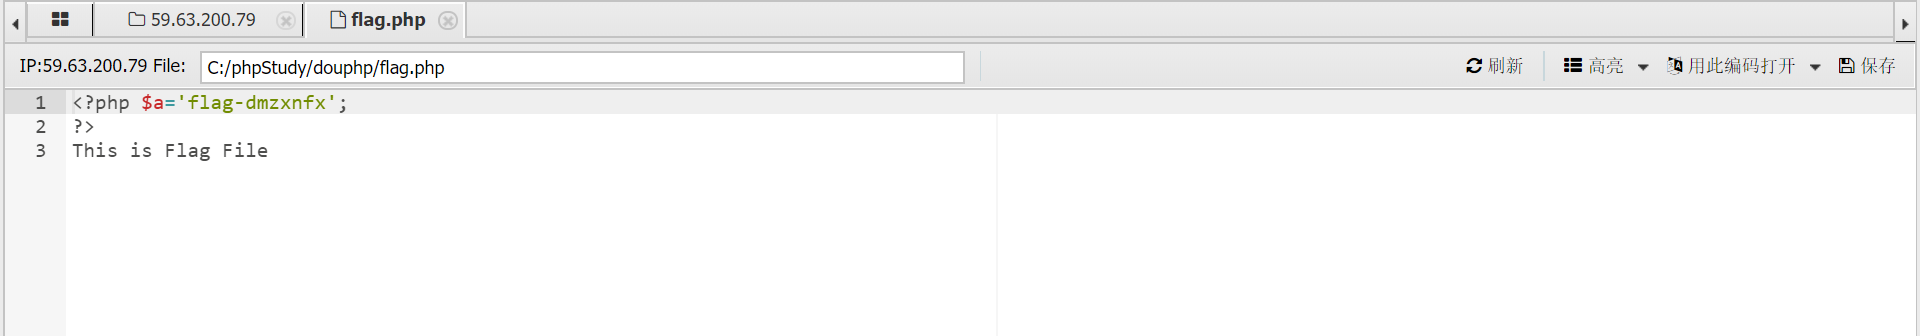 59.63.200.79 flag.php
IP:59.63.200.79 File: C:/phpStudy/douphp/flag.php 刷新 高亮 用此编码打开 保存
1 <?php $a='flag-dmzxnfx';
2 ?>
3 This is Flag File